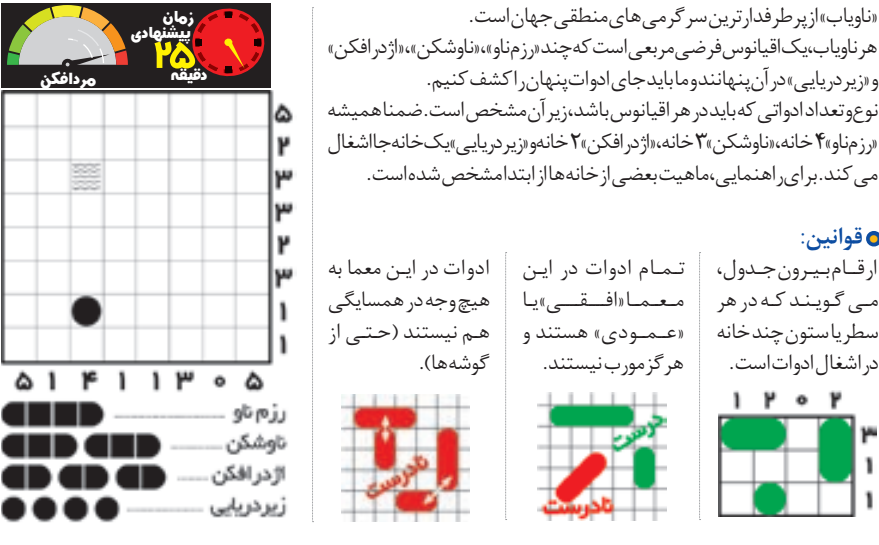 «ناویاب» از پرطرفدارترین سرگرمی های منطقی جهان است.
هر ناویاب، یک اقیانوس فرضی مربعی است که چند «رزم‌ناو»، «ناوشکن»، «اژدرافکن»
و «زیردریایی» در آن پنهانند و ما باید جای ادوات پنهان را کشف کنیم.
نوع و تعداد ادواتی که باید در هر اقیانوس باشد، زیر آن مشخص است. ضمنا همیشه
«رزم‌ناو» ۴ خانه، «ناوشکن» ۳ خانه، «اژدرافکن» ۲ خانه و «زیردریایی» یک خانه جا اشغال
می کند. برای راهنمایی، ماهیت بعضی از خانه ها از ابتدا مشخص شده است.
قوانین:
ارقام بیرون جدول،
می گویند که در هر
سطر یا ستون چند خانه
در اشغال ادوات است.
۱ ۲ ۰ ۲
۳
۱
۱
تمام ادوات در این
معما «افقی» یا
«عمودی» هستند و
هرگز مورب نیستند.
درست
نادرست
ادوات در این معما به
هیچ وجه در همسایگی
هم نیستند (حتی از
گوشه ها).
نادرست
زمان
پیشنهادی
۲۵
دقیقه
مردافکن
۵
۲
۳
۳
۲
۳
۱
۱
۵ ۱ ۴ ۱ ۱ ۳ ۰ ۵
رزم ناو
ناوشکن
اژدرافکن
زیردریایی